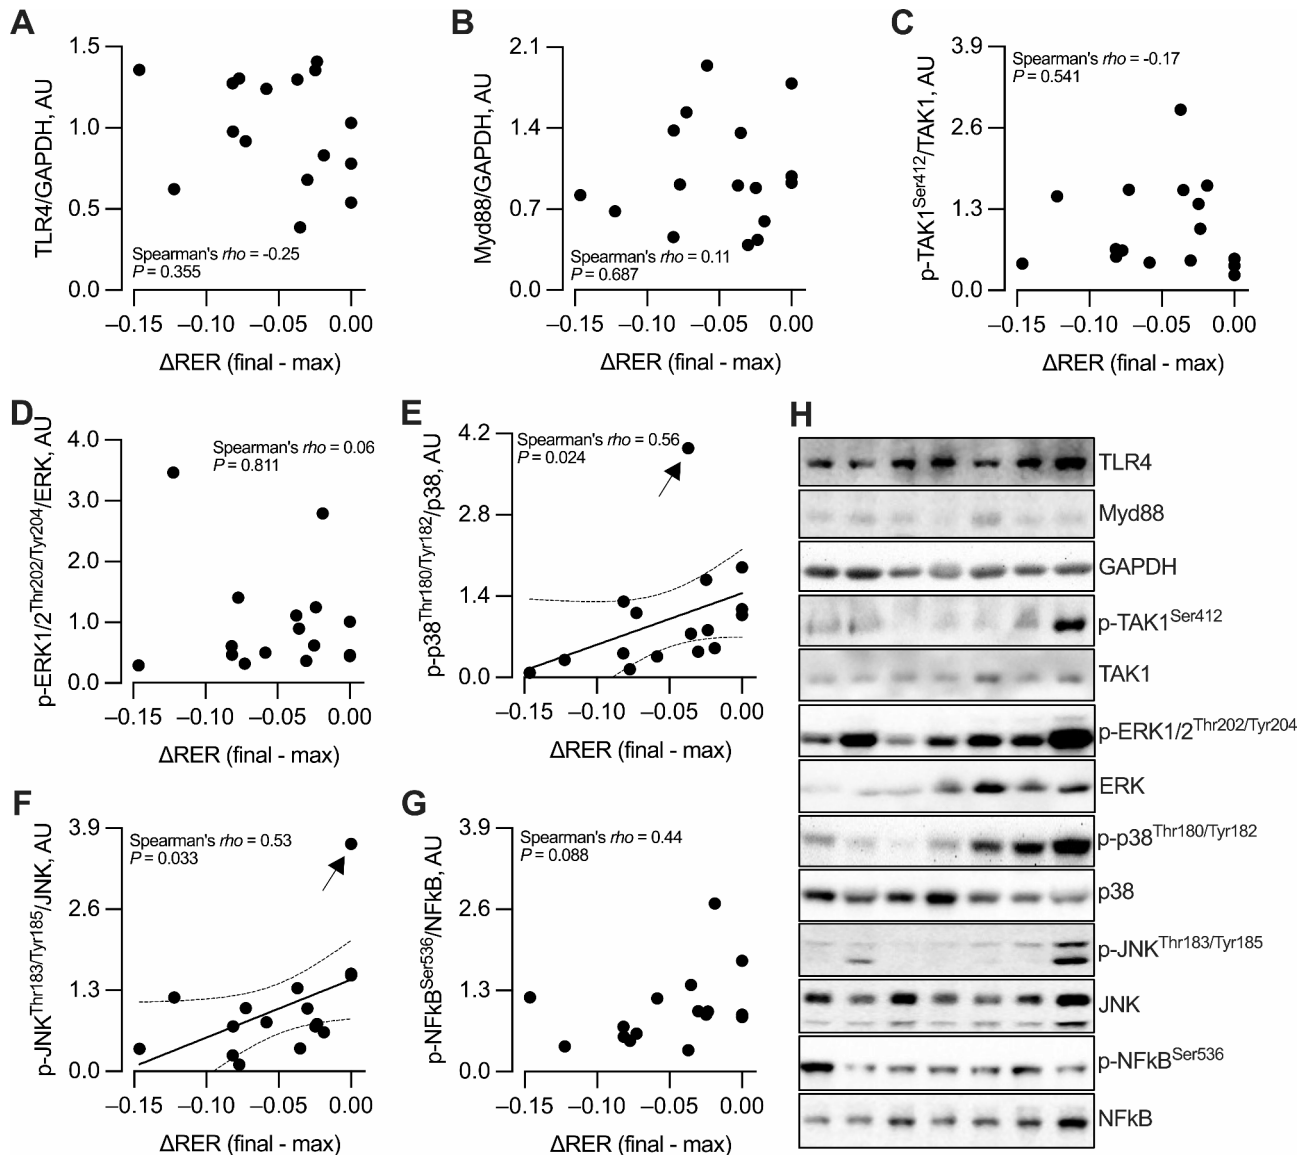 A
TLR4/GAPDH, AU
1.5
1.0
0.5
0.0
Spearman's rho = -0.25
P = 0.355
–0.15 –0.10 –0.05 0.00
ΔRER (final - max)
B
Myd88/GAPDH, AU
2.1
1.4
0.7
0.0
Spearman's rho = 0.11
P = 0.687
–0.15 –0.10 –0.05 0.00
ΔRER (final - max)
C
p-TAK1Ser412/TAK1, AU
3.9
2.6
1.3
0.0
Spearman's rho = -0.17
P = 0.541
–0.15 –0.10 –0.05 0.00
ΔRER (final - max)
D
p-ERK1/2Thr202/Tyr204/ERK, AU
4.0
3.0
2.0
1.0
0.0
Spearman's rho = 0.06
P = 0.811
–0.15 –0.10 –0.05 0.00
ΔRER (final - max)
E
p-p38Thr180/Tyr182/p38, AU
4.2
2.8
1.4
0.0
Spearman's rho = 0.56
P = 0.024
–0.15 –0.10 –0.05 0.00
ΔRER (final - max)
F
p-JNKThr183/Tyr185/JNK, AU
3.9
2.6
1.3
0.0
Spearman's rho = 0.53
P = 0.033
–0.15 –0.10 –0.05 0.00
ΔRER (final - max)
G
p-NFkBSer536/NFkB, AU
3.9
2.6
1.3
0.0
Spearman's rho = 0.44
P = 0.088
–0.15 –0.10 –0.05 0.00
ΔRER (final - max)
H
TLR4
Myd88
GAPDH
p-TAK1Ser412
TAK1
p-ERK1/2Thr202/Tyr204
ERK
p-p38Thr180/Tyr182
p38
p-JNKThr183/Tyr185
JNK
p-NFkBSer536
NFkB